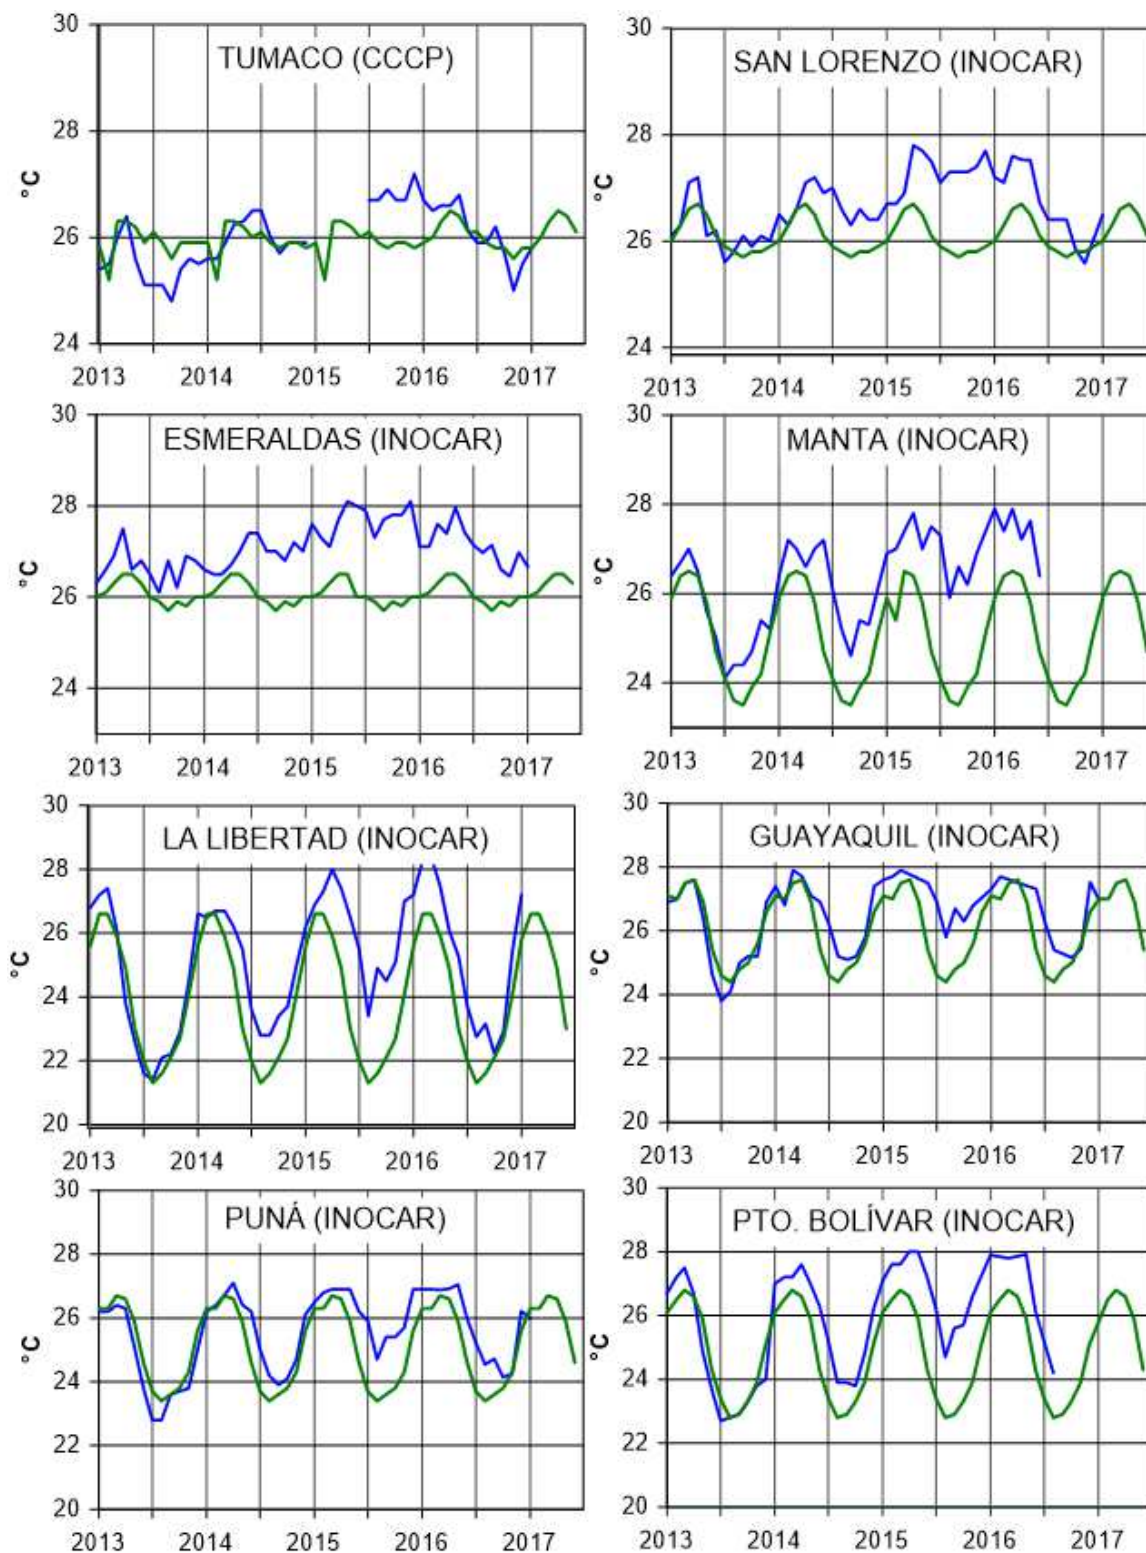 TUMACO (CCCP)
°C
30
28
26
24
2013 2014 2015 2016 2017
SAN LORENZO (INOCAR)
°C
30
28
26
24
2013 2014 2015 2016 2017
ESMERALDAS (INOCAR)
°C
30
28
26
24
2013 2014 2015 2016 2017
MANTA (INOCAR)
°C
30
28
26
24
2013 2014 2015 2016 2017
LA LIBERTAD (INOCAR)
°C
30
28
26
24
22
20
2013 2014 2015 2016 2017
GUAYAQUIL (INOCAR)
°C
30
28
26
24
22
20
2013 2014 2015 2016 2017
PUNÁ (INOCAR)
°C
30
28
26
24
22
20
2013 2014 2015 2016 2017
PTO. BOLÍVAR (INOCAR)
°C
30
28
26
24
22
20
2013 2014 2015 2016 2017